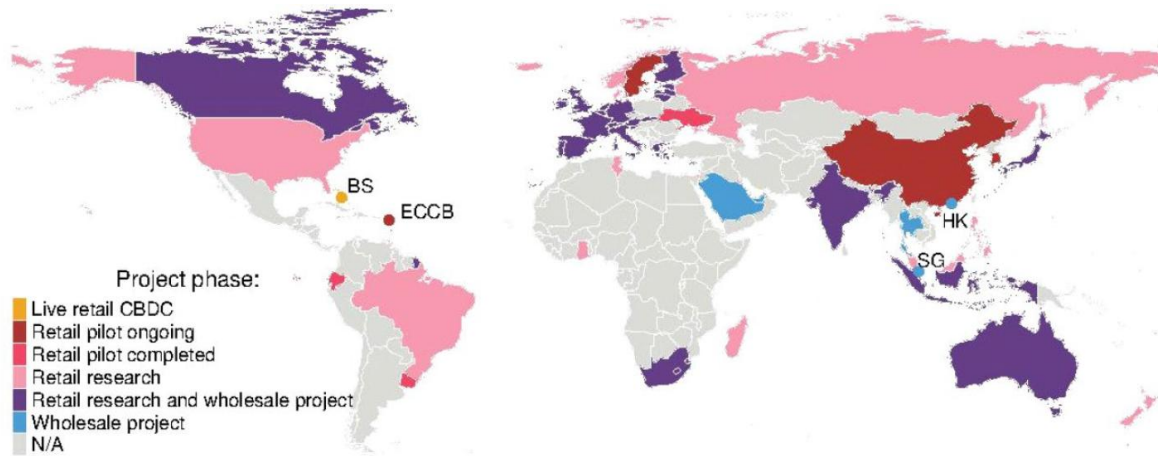 BS
ECCB
HK
SG
Project phase:
Live retail CBDC
Retail pilot ongoing
Retail pilot completed
Retail research
Retail research and wholesale project
Wholesale project
N/A